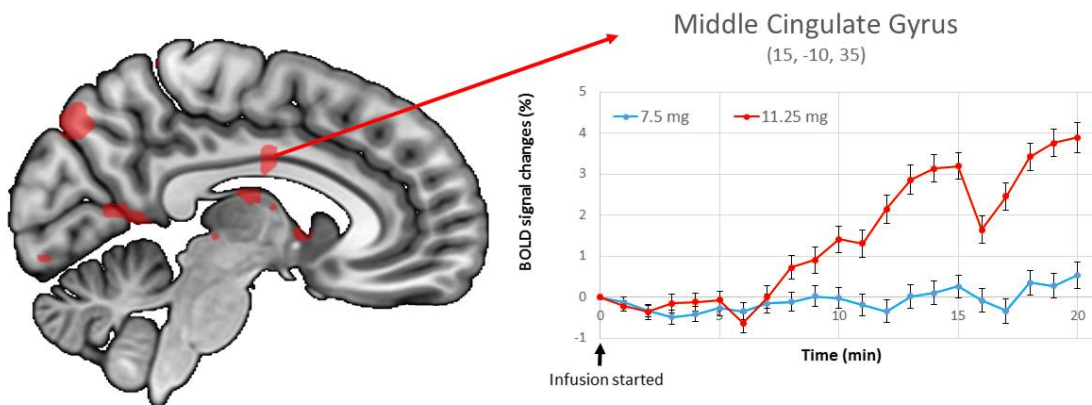 Middle Cingulate Gyrus
(15, -10, 35)
BOLD signal changes (%)
7.5 mg
11.25 mg
5
4
3
2
1
0
-1
0
5
10
15
20
Time (min)
Infusion started